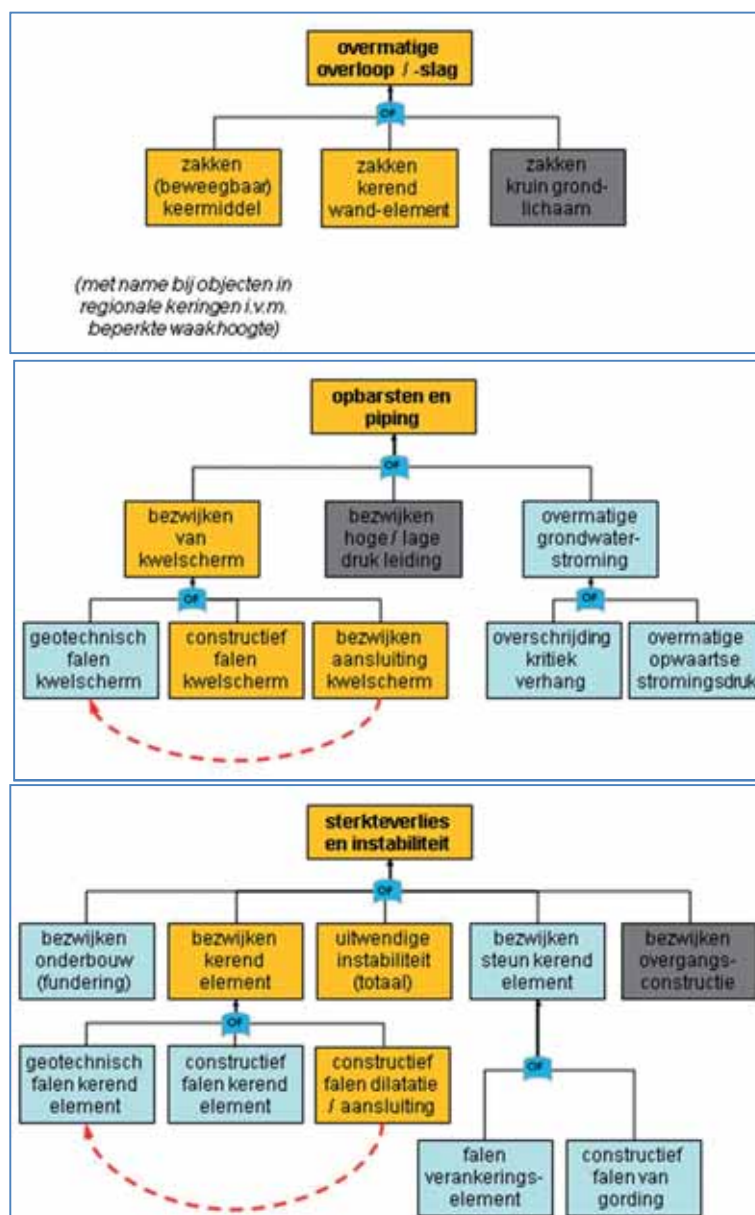 overmatige
overloop / -slag
OF
zakken
(beweegbaar)
keermiddel
zakken
kerend
wand-element
zakken
kruin grond-
lichaam
(met name bij objecten in
regionale keringen i.v.m.
beperkte waakhoogte)
opbarsten en
piping
OF
bezwijken
van
kwelscherm
bezwijken
hoge / lage
druk leiding
overmatige
grondwater-
stroming
OF
OF
geotechnisch
falen
kwelscherm
constructief
falen
kwelscherm
bezwijken
aansluiting
kwelscherm
overschrijding
kritiek
verhang
overmatige
opwaartse
stromingsdruk
sterkteverlies
en instabiliteit
OF
bezwijken
onderbouw
(fundering)
bezwijken
kerend
element
uitwendige
instabiliteit
(totaal)
bezwijken
steun kerend
element
bezwijken
overgangs-
constructie
OF
geotechnisch
falen kerend
element
constructief
falen kerend
element
constructief
falen dilatatie
/ aansluiting
OF
falen
verankerings-
element
constructief
falen van
gording